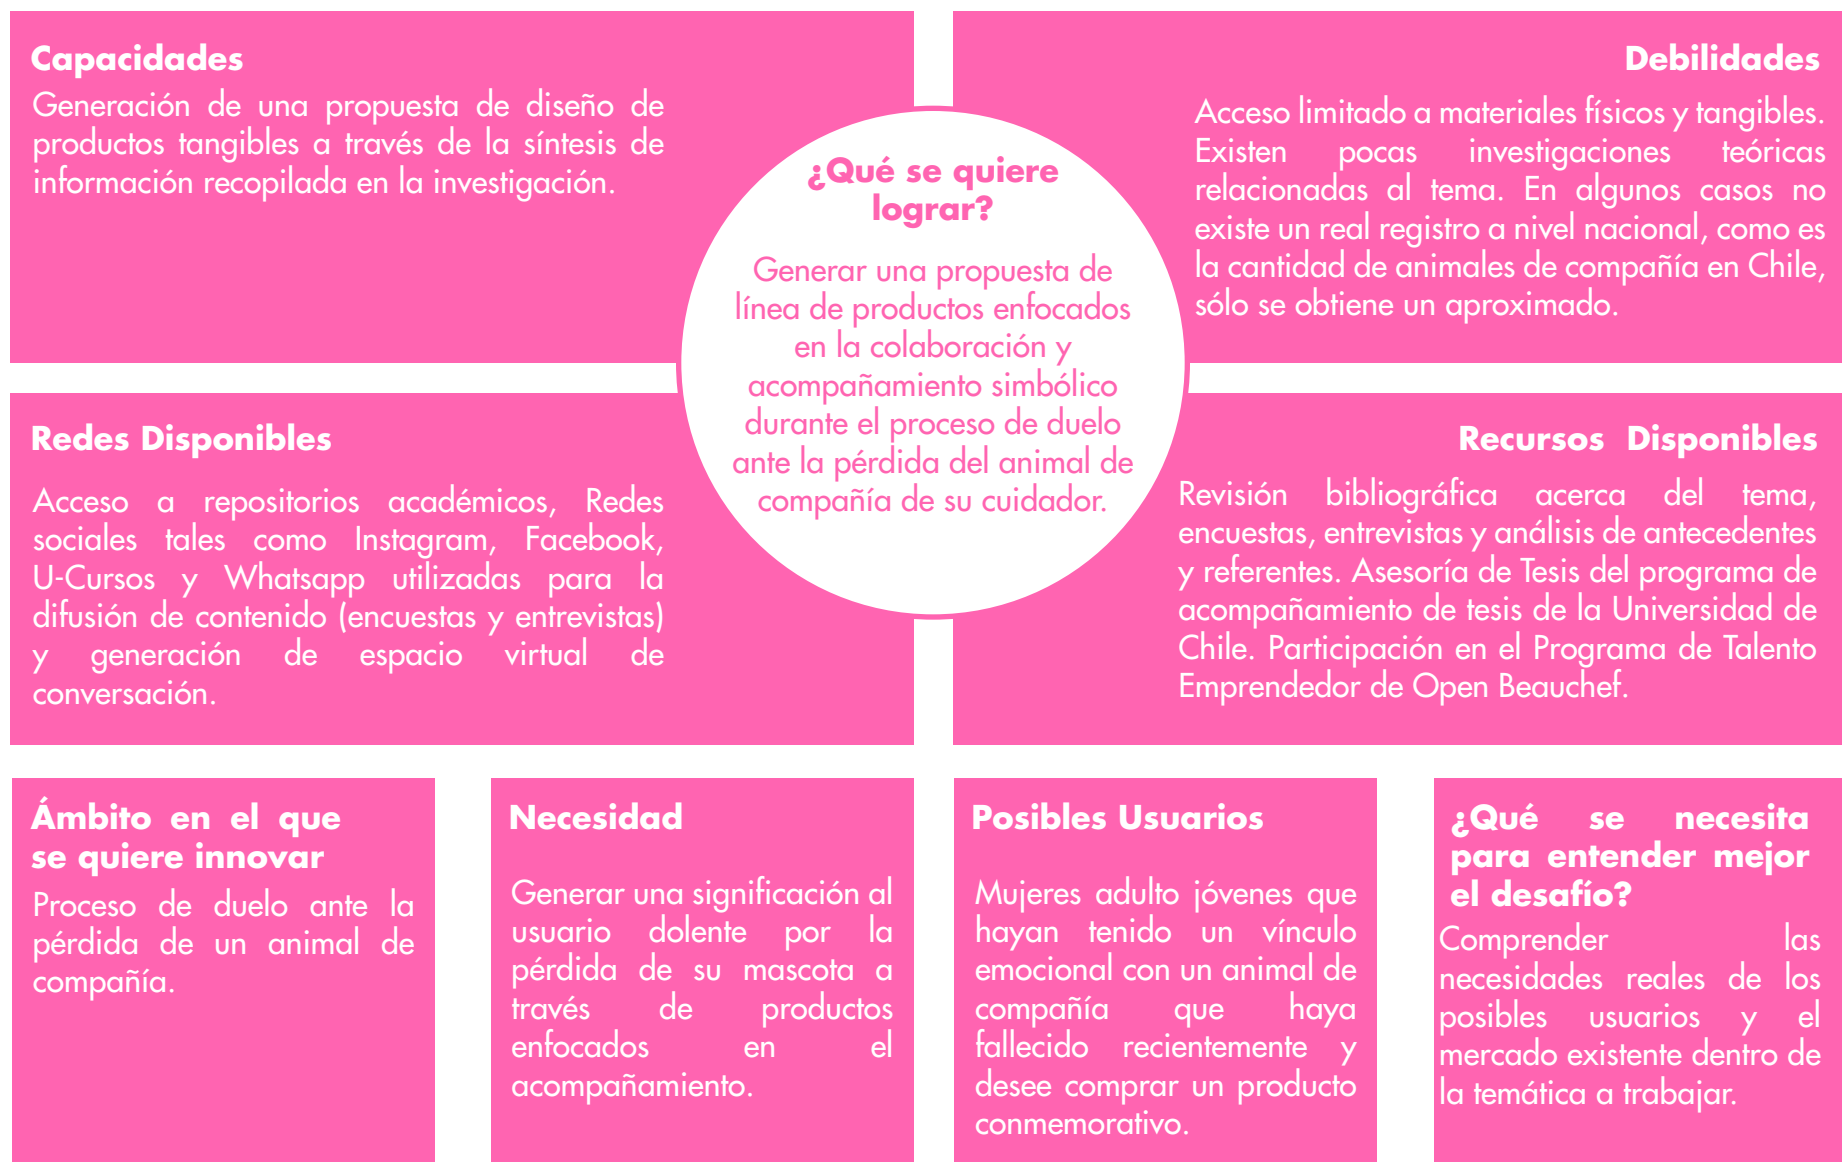 Capacidades
Generación de una propuesta de diseño de
productos tangibles a través de la síntesis de
información recopilada en la investigación.
Debilidades
Acceso limitado a materiales físicos y tangibles.
Existen pocas investigaciones teóricas
relacionadas al tema. En algunos casos no
existe un real registro a nivel nacional, como es
la cantidad de animales de compañía en Chile,
sólo se obtiene un aproximado.
¿Qué se quiere
lograr?
Generar una propuesta de
línea de productos enfocados
en la colaboración y
acompañamiento simbólico
durante el proceso de duelo
ante la pérdida del animal de
compañía de su cuidador.
Redes Disponibles
Acceso a repositorios académicos, Redes
sociales tales como Instagram, Facebook,
U-Cursos y Whatsapp utilizadas para la
difusión de contenido (encuestas y entrevistas)
y generación de espacio virtual de
conversación.
Recursos Disponibles
Revisión bibliográfica acerca del tema,
encuestas, entrevistas y análisis de antecedentes
y referentes. Asesoría de Tesis del programa de
acompañamiento de tesis de la Universidad de
Chile. Participación en el Programa de Talento
Emprendedor de Open Beauchef.
Ámbito en el que
se quiere innovar
Proceso de duelo ante la
pérdida de un animal de
compañía.
Necesidad
Generar una significación al
usuario dolente por la
pérdida de su mascota a
través de productos
enfocados en el
acompañamiento.
Posibles Usuarios
Mujeres adulto jóvenes que
hayan tenido un vínculo
emocional con un animal de
compañía que haya
fallecido recientemente y
desee comprar un producto
conmemorativo.
¿Qué se necesita
para entender mejor
el desafío?
Comprender las
necesidades reales de los
posibles usuarios y el
mercado existente dentro de
la temática a trabajar.